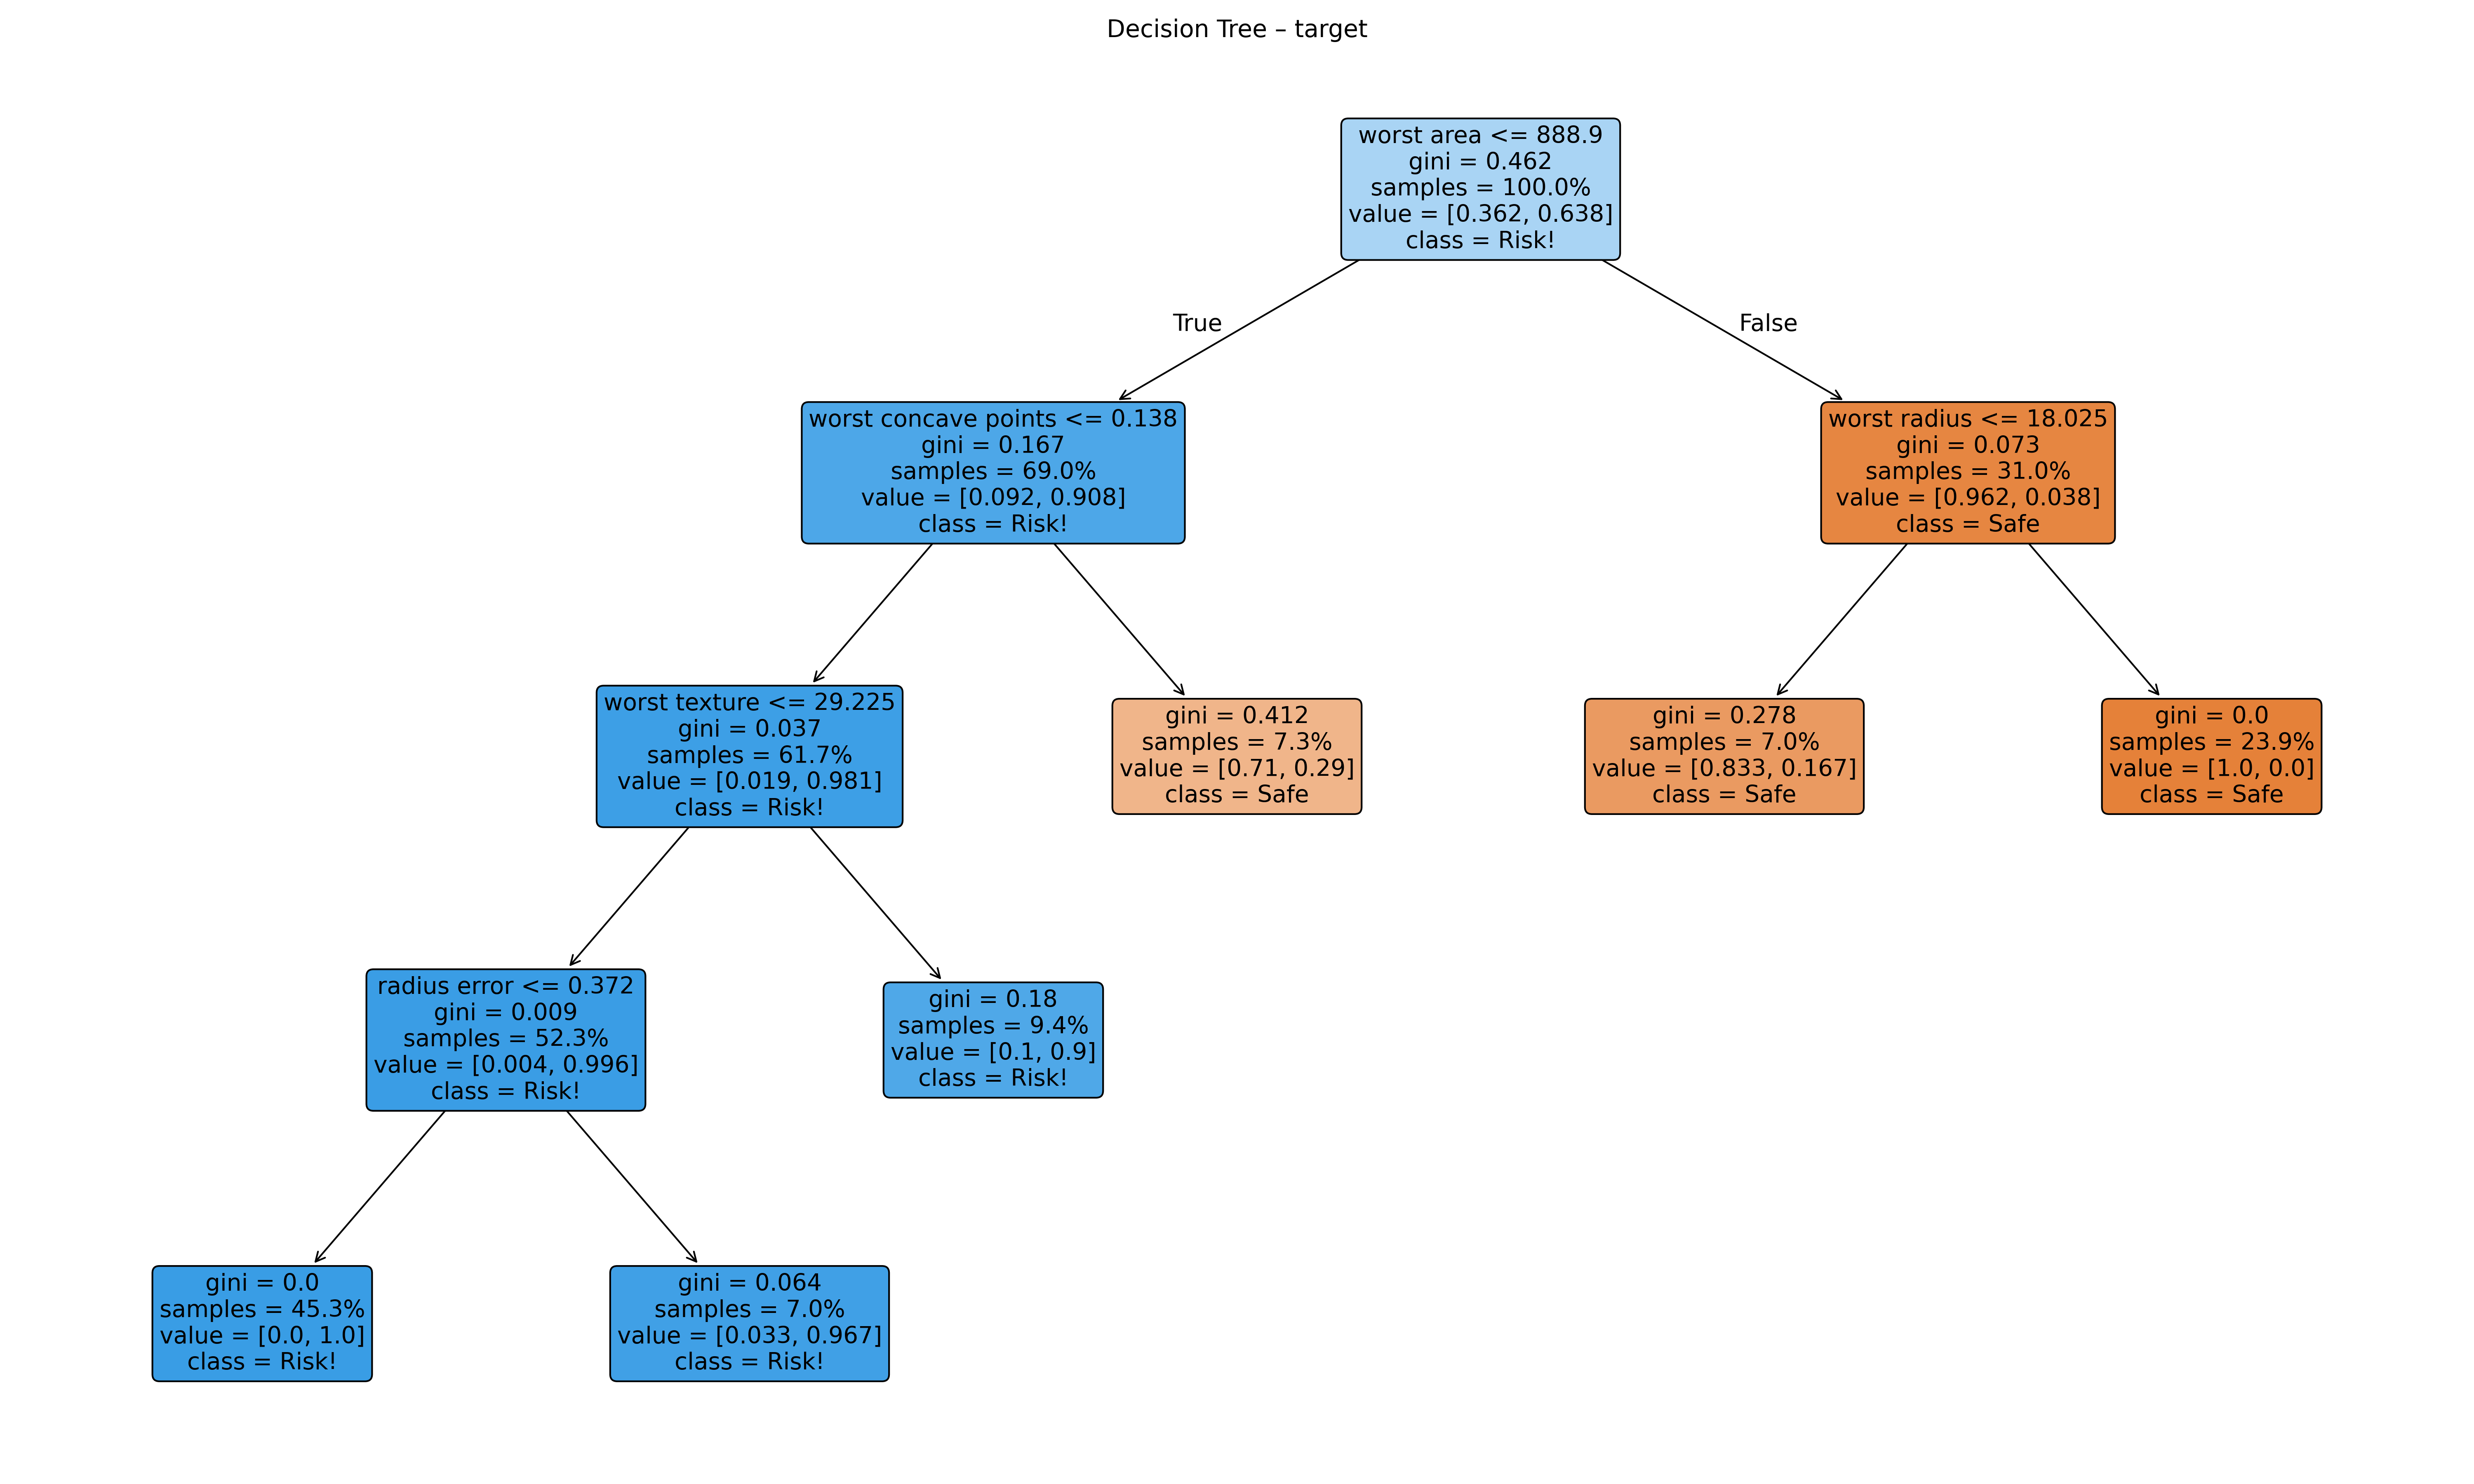 Decision Tree – target
worst area <= 888.9
gini = 0.462
samples = 100.0%
value = [0.362, 0.638]
class = Risk!
True
False
worst concave points <= 0.138
gini = 0.167
samples = 69.0%
value = [0.092, 0.908]
class = Risk!
worst radius <= 18.025
gini = 0.073
samples = 31.0%
value = [0.962, 0.038]
class = Safe
worst texture <= 29.225
gini = 0.037
samples = 61.7%
value = [0.019, 0.981]
class = Risk!
gini = 0.412
samples = 7.3%
value = [0.71, 0.29]
class = Safe
gini = 0.278
samples = 7.0%
value = [0.833, 0.167]
class = Safe
gini = 0.0
samples = 23.9%
value = [1.0, 0.0]
class = Safe
radius error <= 0.372
gini = 0.009
samples = 52.3%
value = [0.004, 0.996]
class = Risk!
gini = 0.18
samples = 9.4%
value = [0.1, 0.9]
class = Risk!
gini = 0.0
samples = 45.3%
value = [0.0, 1.0]
class = Risk!
gini = 0.064
samples = 7.0%
value = [0.033, 0.967]
class = Risk!